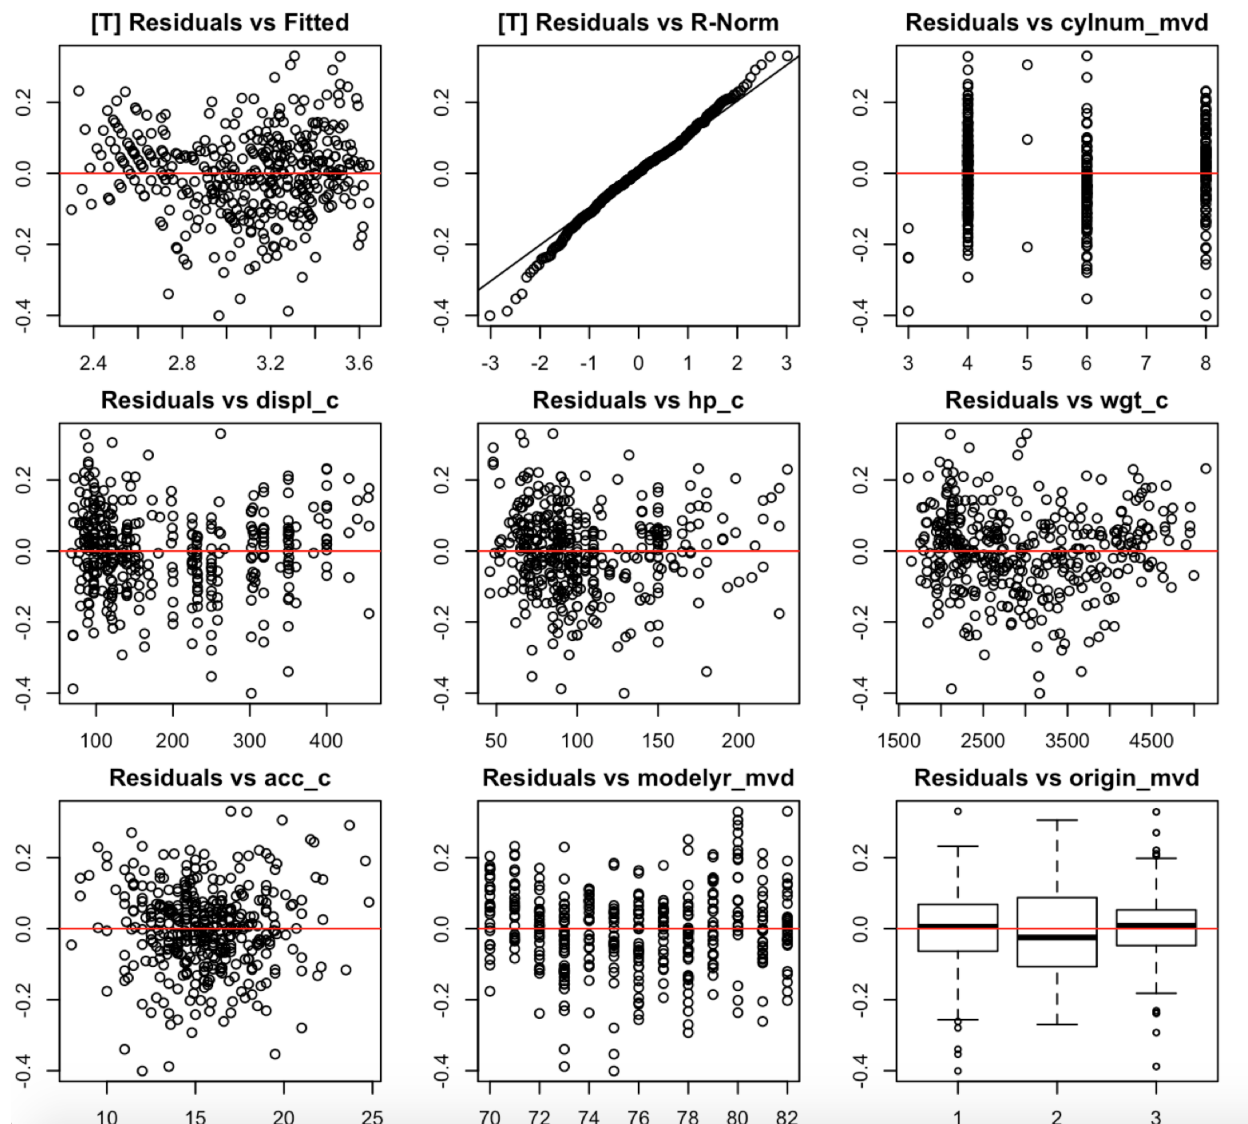 [T] Residuals vs Fitted
0.2
0.0
-0.2
-0.4
2.4 2.8 3.2 3.6
[T] Residuals vs R-Norm
0.2
0.0
-0.2
-0.4
-3 -2 -1 0 1 2 3
Residuals vs cylnum_mvd
0.2
0.0
-0.2
-0.4
3 4 5 6 7 8
Residuals vs displ_c
0.2
0.0
-0.2
-0.4
100 200 300 400
Residuals vs hp_c
0.2
0.0
-0.2
-0.4
50 100 150 200
Residuals vs wgt_c
0.2
0.0
-0.2
-0.4
1500 2500 3500 4500
Residuals vs acc_c
0.2
0.0
-0.2
-0.4
10 15 20 25
Residuals vs modelyr_mvd
0.2
0.0
-0.2
-0.4
70 72 74 76 78 80 82
Residuals vs origin_mvd
0.2
0.0
-0.2
-0.4
1 2 3